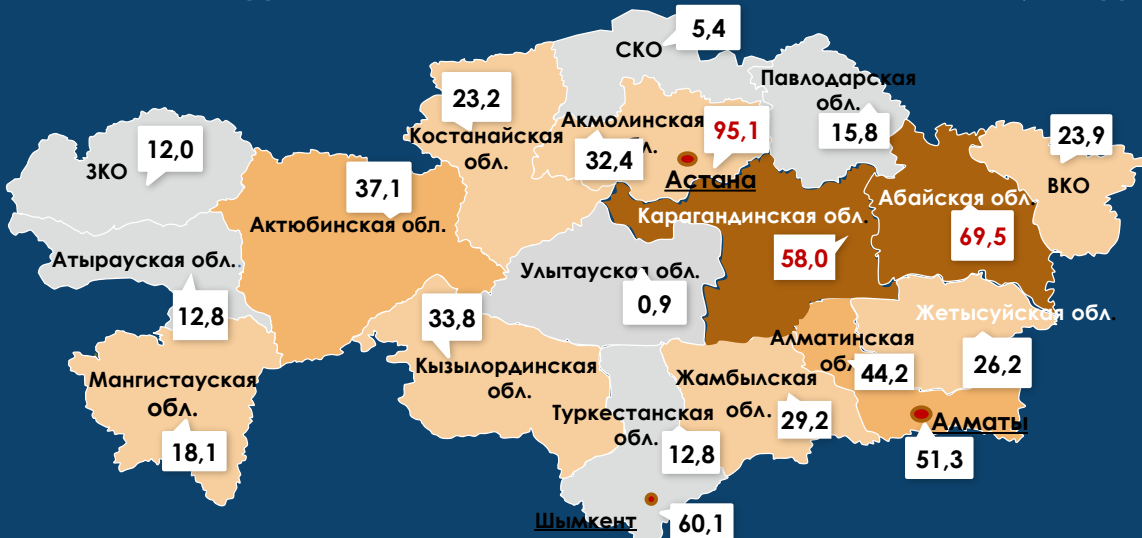 СКО
5,4
Павлодарская
обл.
15,8
23,2
Костанайская
обл.
Акмолинская
обл.
32,4
95,1
Астана
23,9
ВКО
12,0
ЗКО
37,1
Актюбинская обл.
Карагандинская обл.
58,0
Абайская обл.
69,5
Атырауская обл.
12,8
Улытауская обл.
0,9
33,8
Кызылординская
обл.
Жетысуйская обл.
26,2
Алматинская
обл.
44,2
Мангистауская
обл.
18,1
Жамбылская
обл.
29,2
Туркестанская
обл.
12,8
Алматы
51,3
Шымкент
60,1